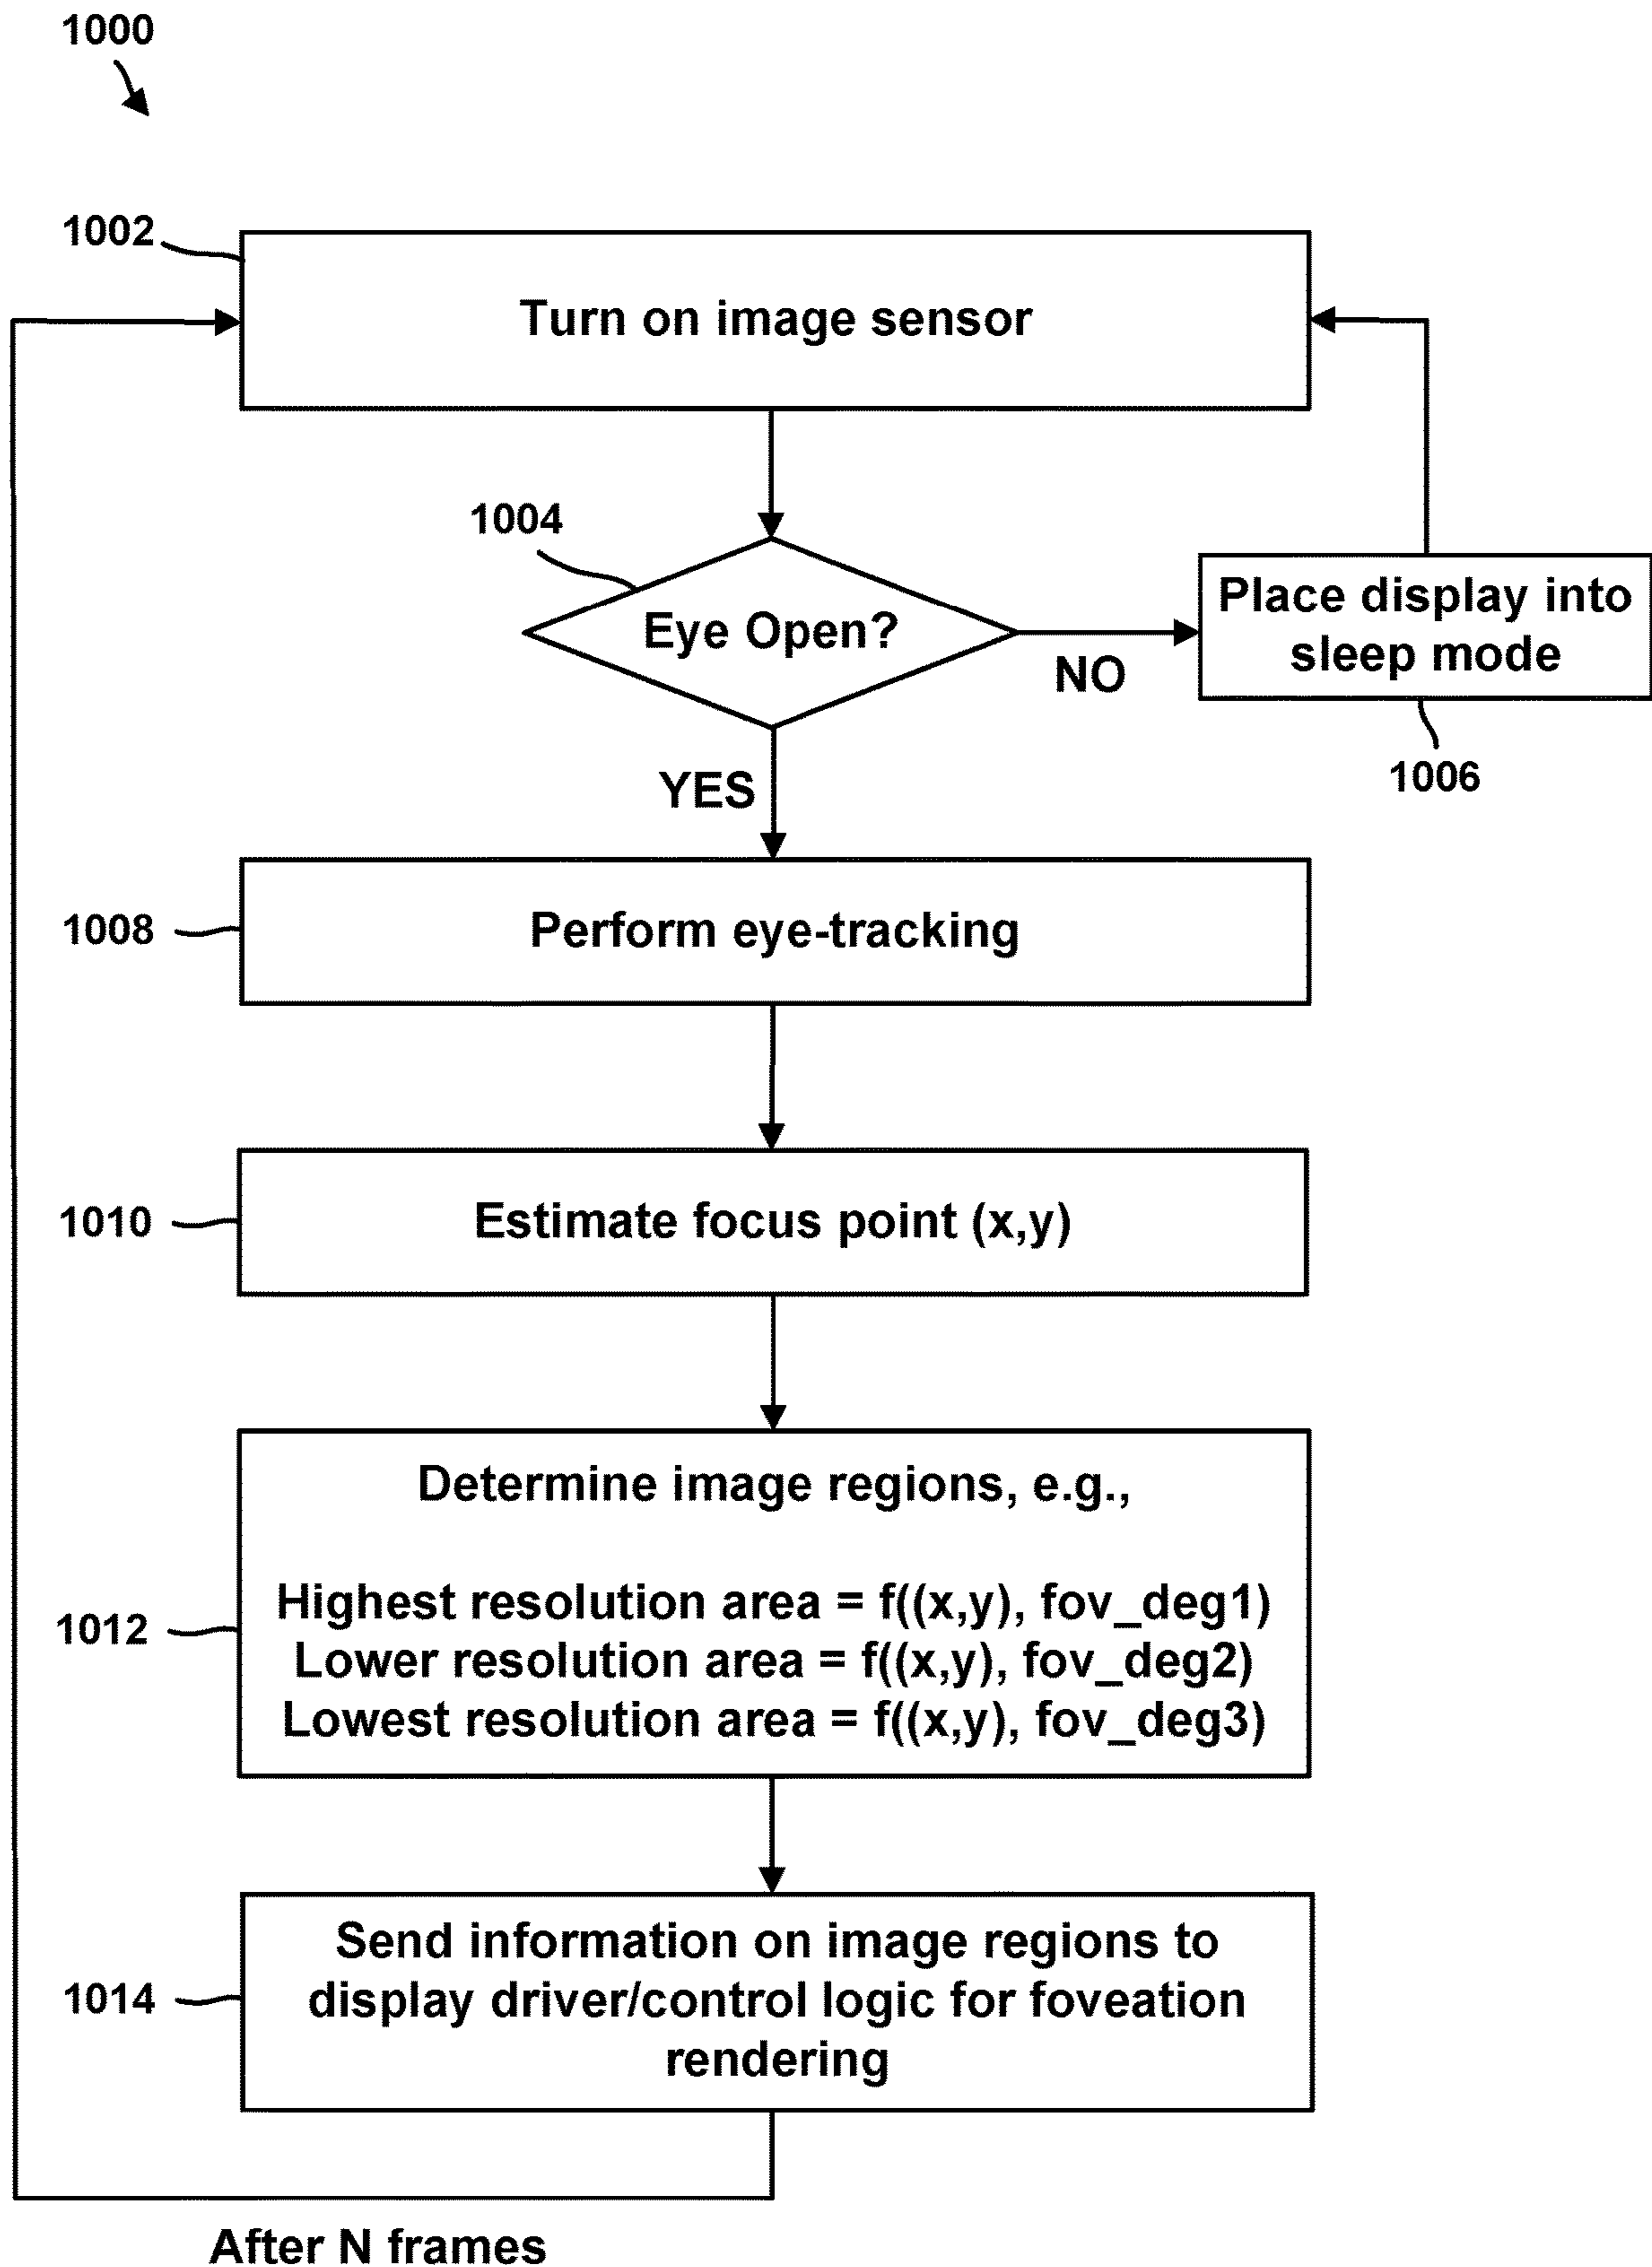 1000
1002
Turn on image sensor
1004
Eye Open?
NO
Place display into
sleep mode
1006
YES
1008
Perform eye-tracking
1010
Estimate focus point (x,y)
1012
Determine image regions, e.g.,
Highest resolution area = f((x,y), fov_deg1)
Lower resolution area = f((x,y), fov_deg2)
Lowest resolution area = f((x,y), fov_deg3)
1014
Send information on image regions to
display driver/control logic for foveation
rendering
After N frames